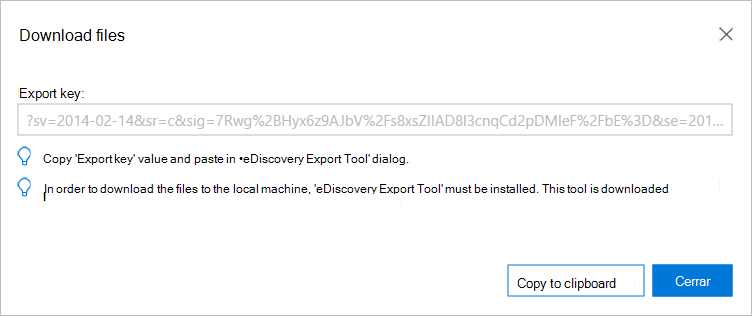 Download files
Export key:
?sv=2014-02-14&sr=c&sig=7Rwg%2BHyx6z9AJbV%2Fs8xsZIIAD8I3cnqCd2pDMIeF%2FbE%3D&se=201...
Copy 'Export key' value and paste in •eDiscovery Export Tool' dialog.
In order to download the files to the local machine, 'eDiscovery Export Tool' must be installed. This tool is downloaded
Copy to clipboard
Cerrar